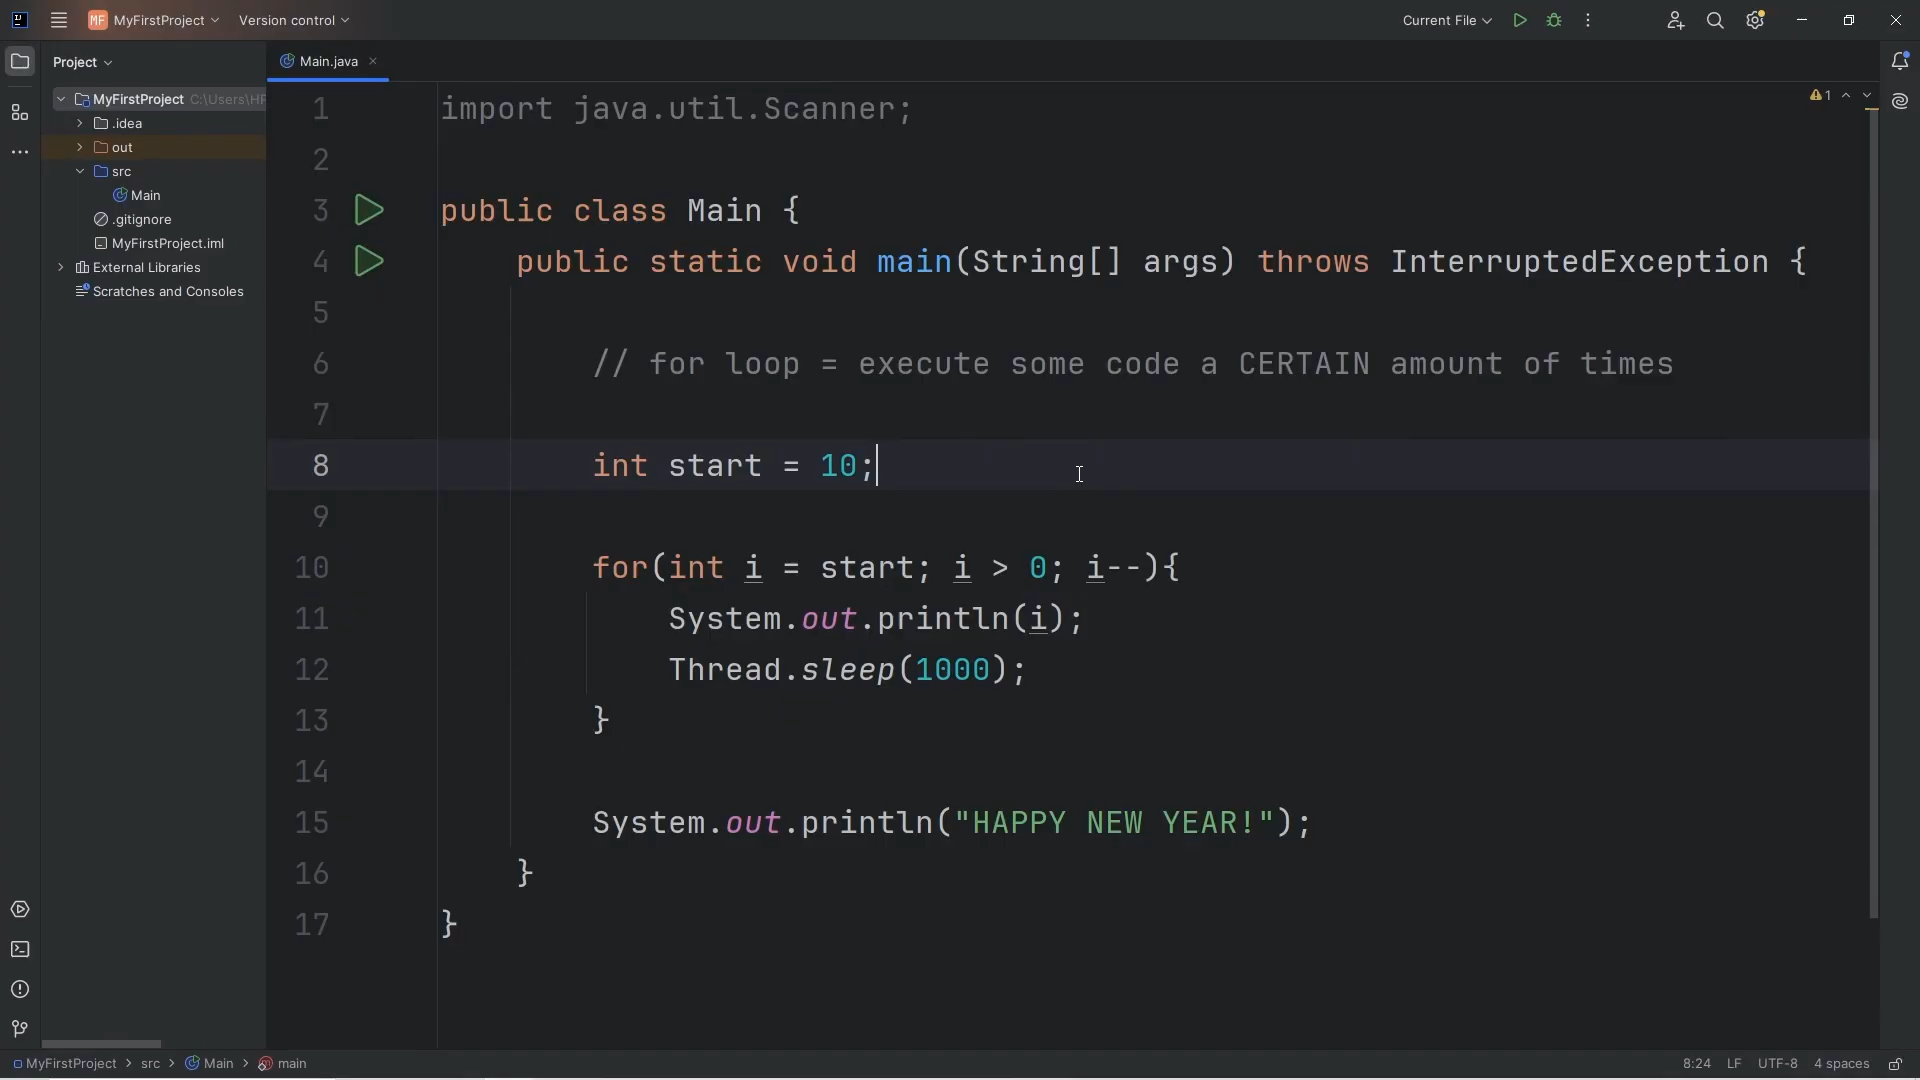 MF MyFirstProject Version control Current File
Project
Main.java
MyFirstProject C:\Users\HP
.idea
out
src
Main
.gitignore
MyFirstProject.iml
External Libraries
Scratches and Consoles
1
1 import java.util.Scanner;
2
3 public class Main {
4 public static void main(String[] args) throws InterruptedException {
5
6 // for loop = execute some code a CERTAIN amount of times
7
8 int start = 10;
9
10 for(int i = start; i > 0; i--){
11 System.out.println(i);
12 Thread.sleep(1000);
13 }
14
15 System.out.println("HAPPY NEW YEAR!");
16 }
17 }
MyFirstProject > src > Main > main 8:24 LF UTF-8 4 spaces